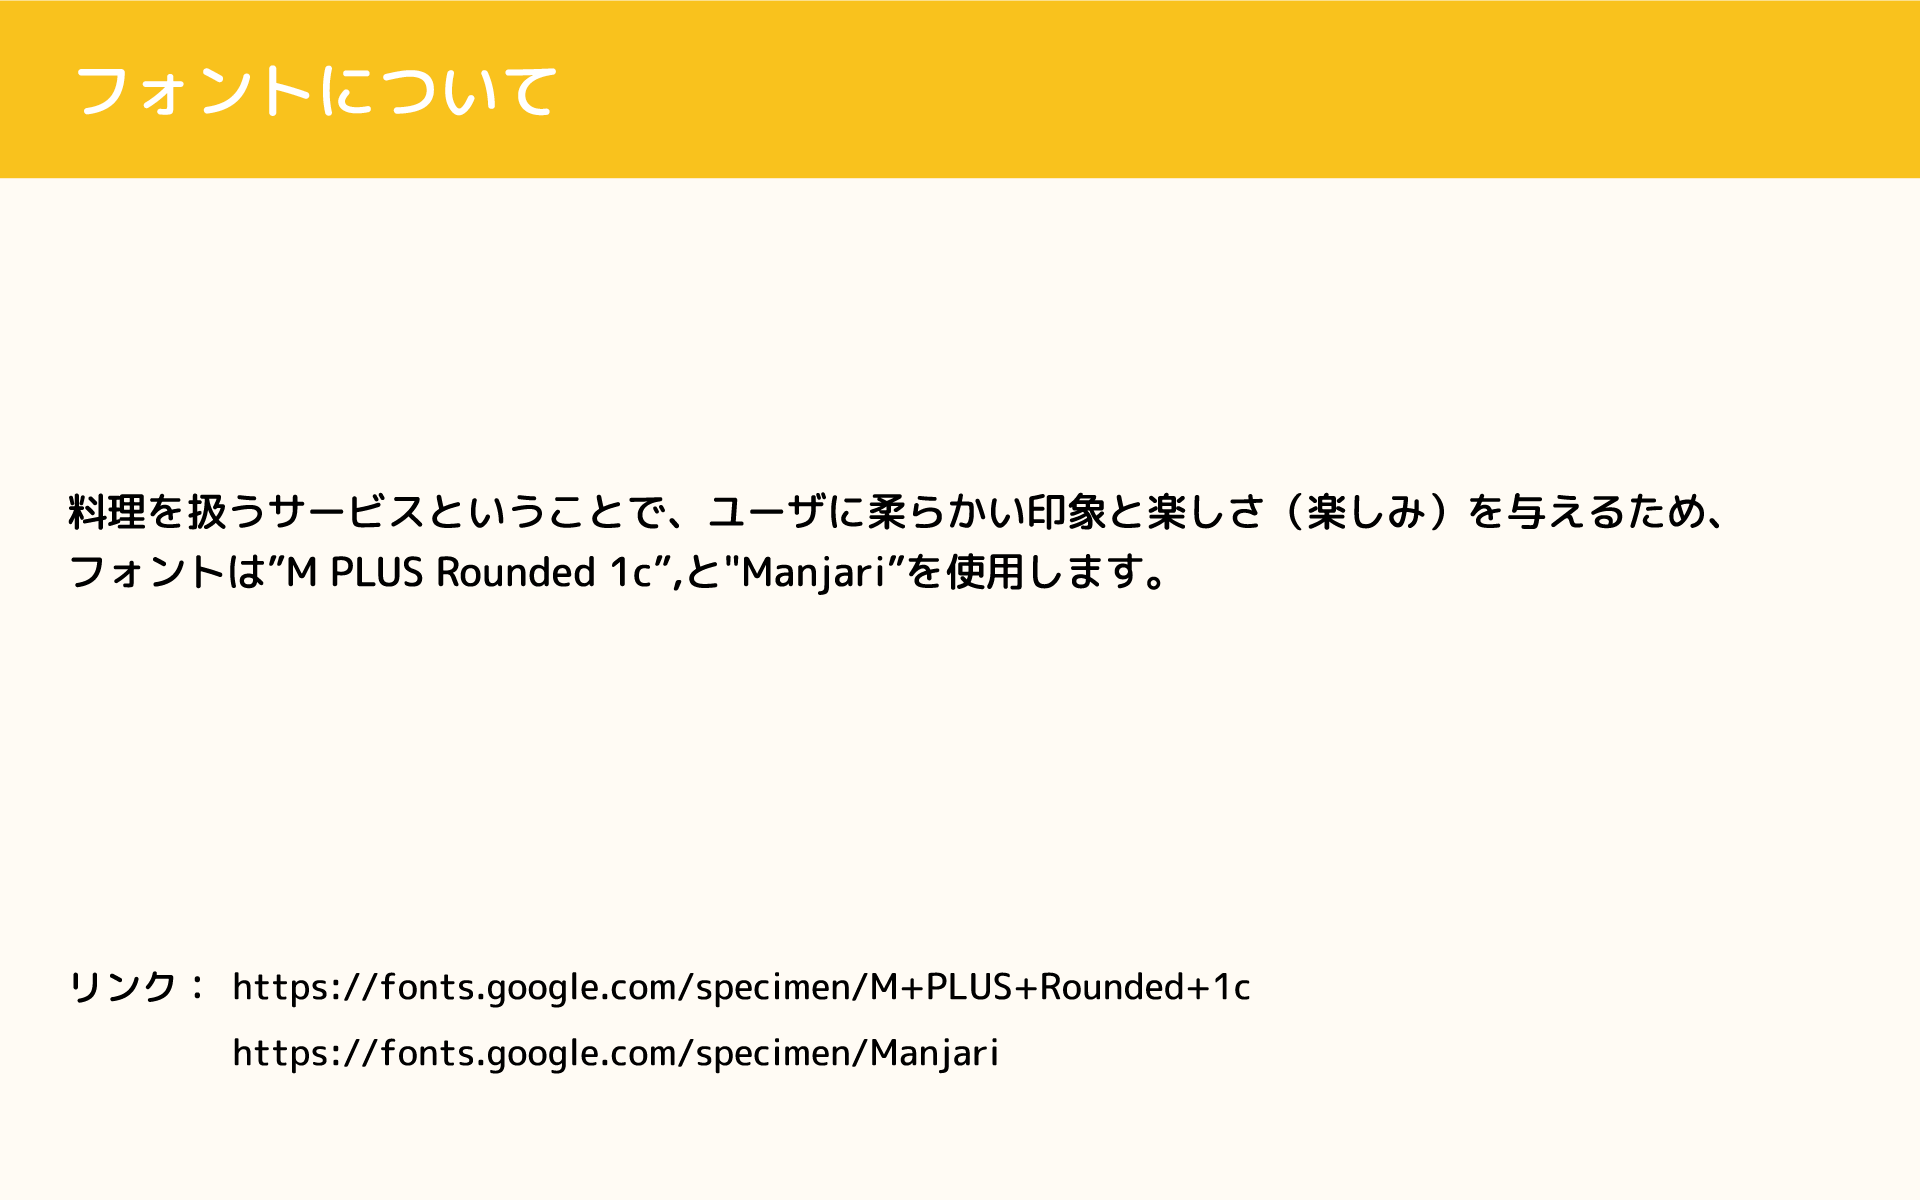 フォントについて
料理を扱うサービスということで、ユーザに柔らかい印象と楽しさ（楽しみ）を与えるため、
フォントは”M PLUS Rounded 1c”,と"Manjari”を使用します。
リンク： https://fonts.google.com/specimen/M+PLUS+Rounded+1c
https://fonts.google.com/specimen/Manjari